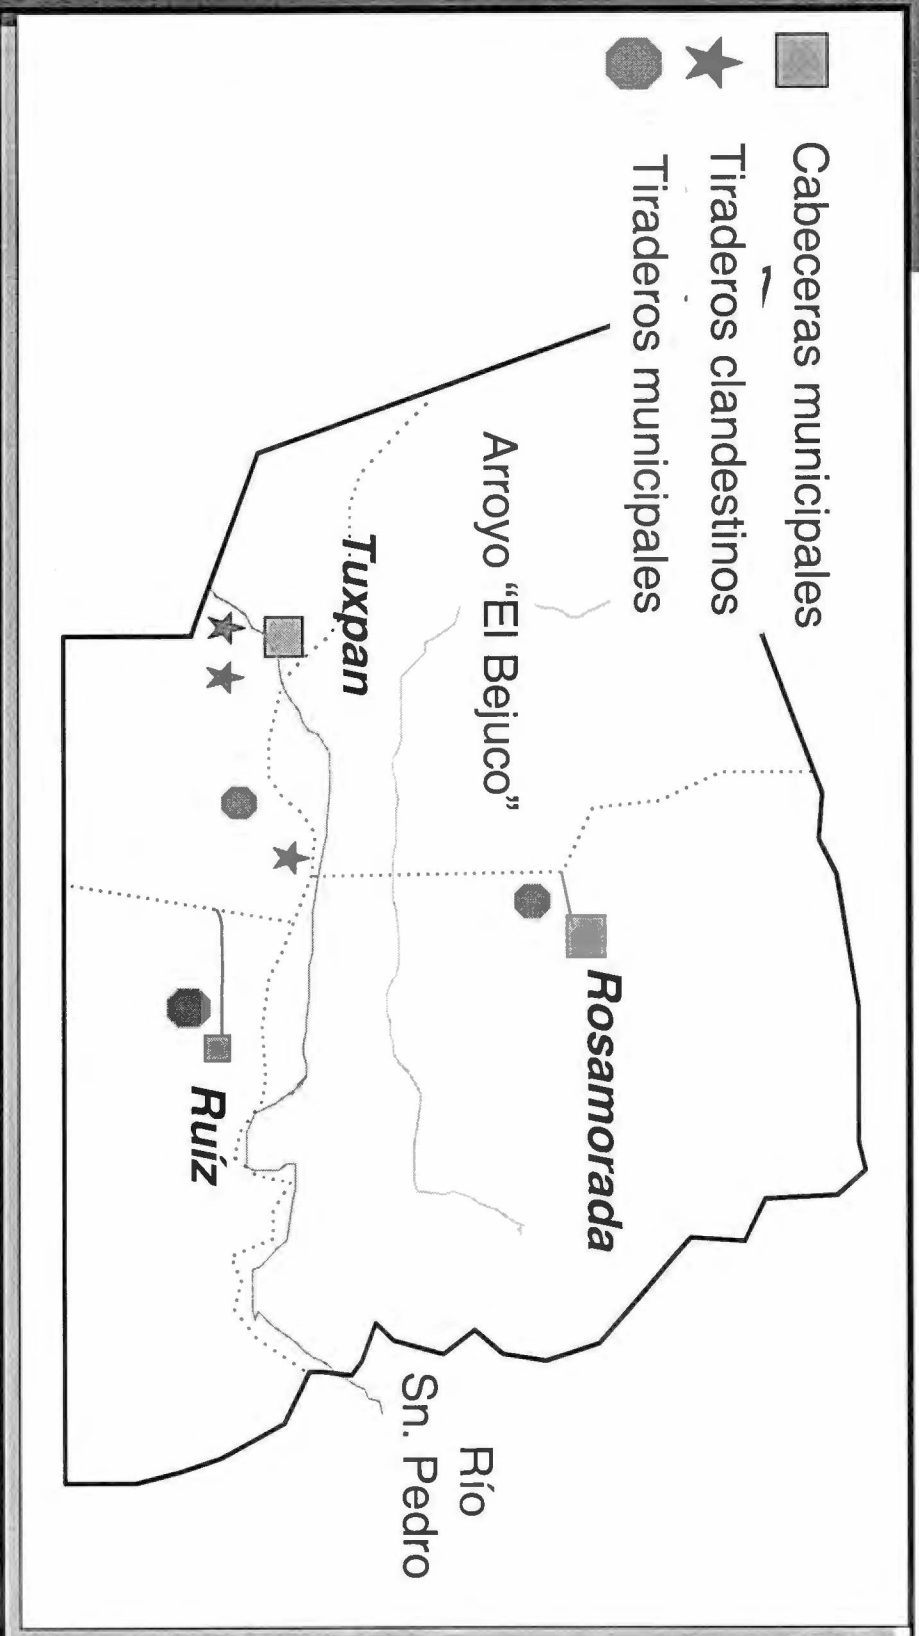 Cabeceras municipales
Tiraderos clandestinos
Tiraderos municipales
Arroyo “El Bejuco”
Rosamorada
Tuxpan
Ruíz
Río
Sn. Pedro